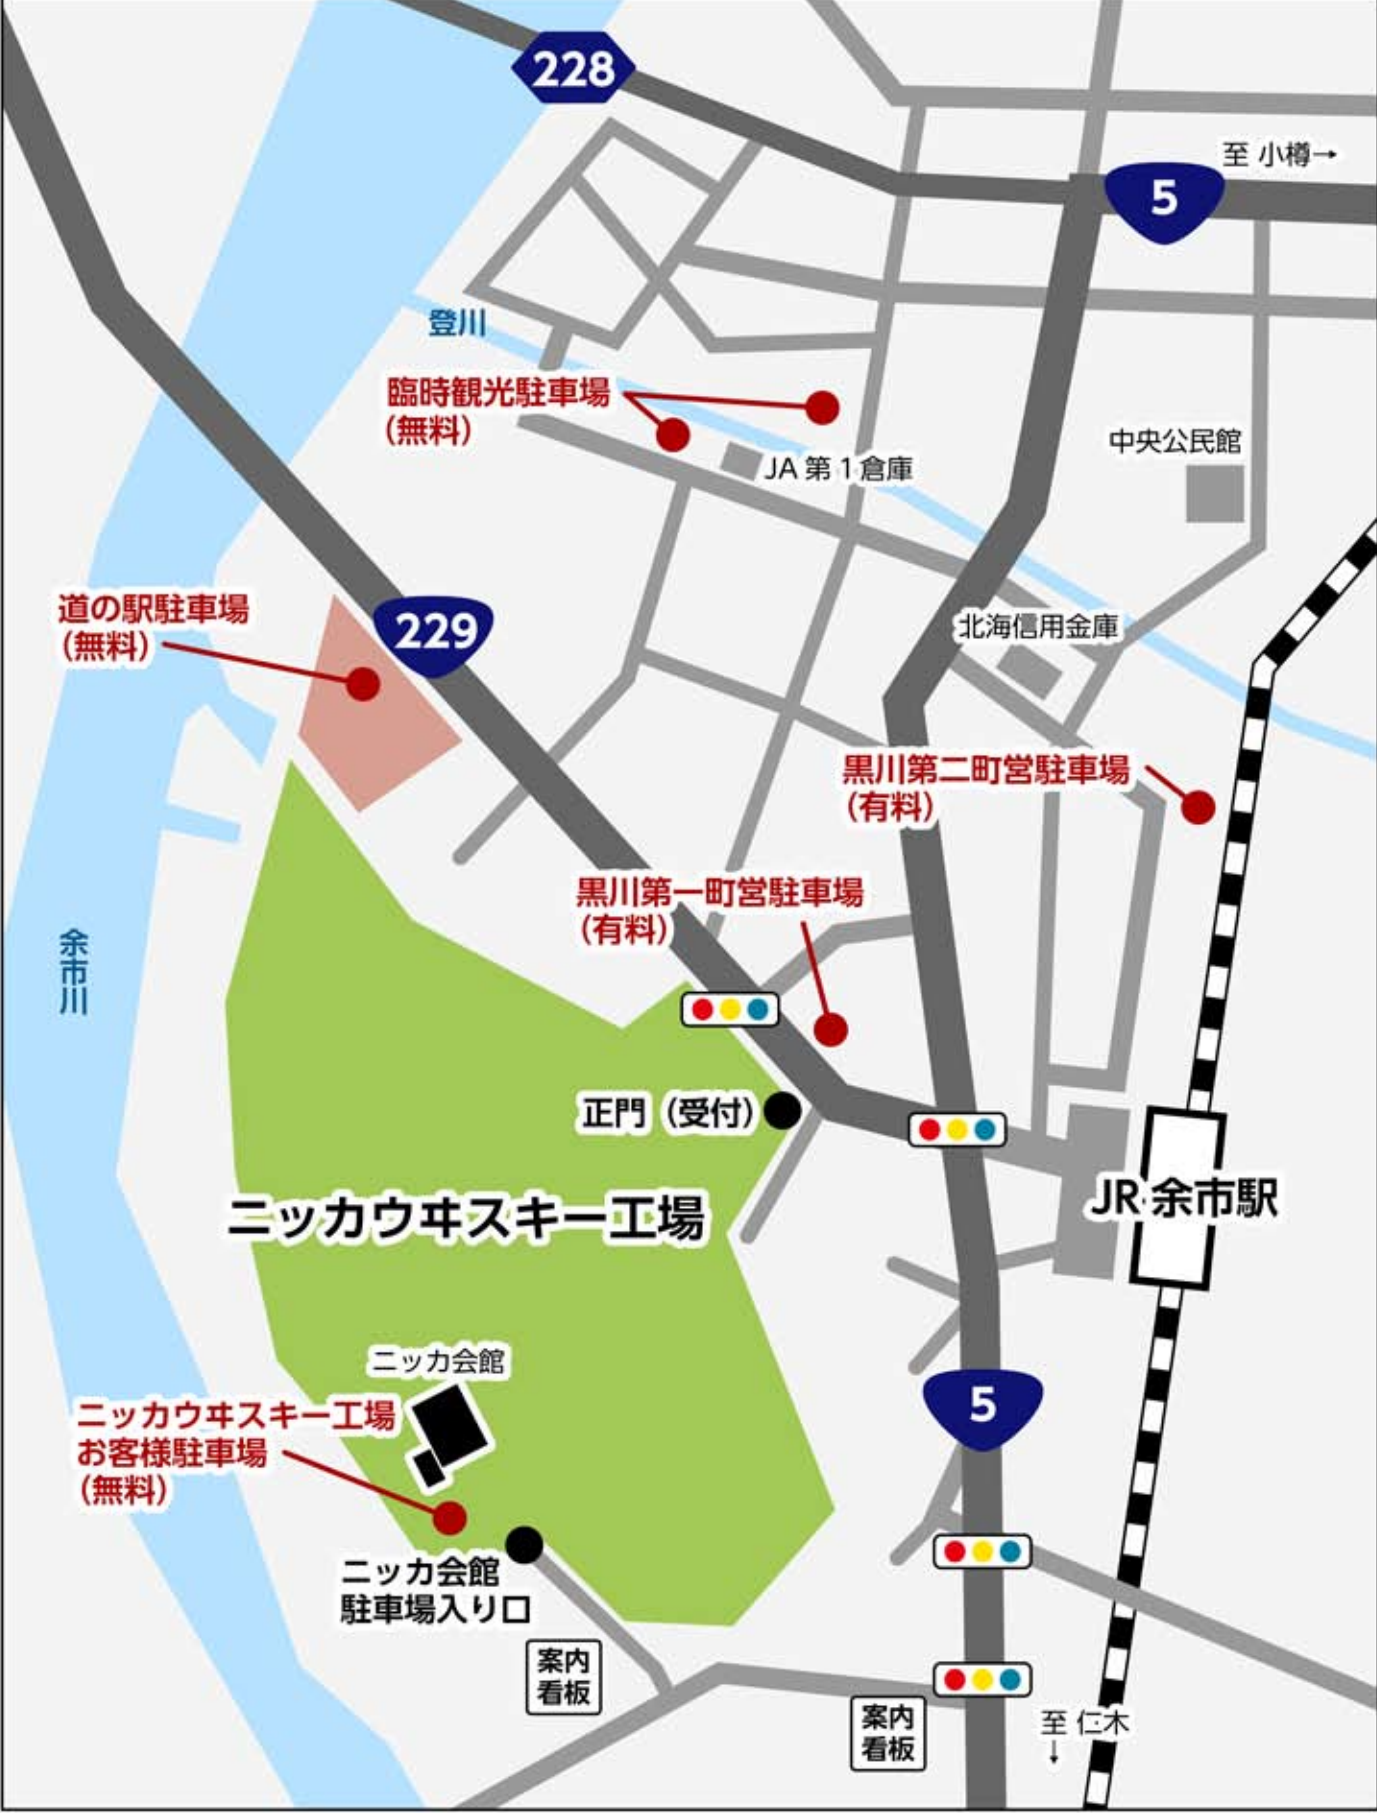 228
至 小樽→
5
登川
臨時観光駐車場
(無料)
JA 第1倉庫
中央公民館
道の駅駐車場
(無料)
229
北海信用金庫
黒川第二町営駐車場
(有料)
黒川第一町営駐車場
(有料)
余市川
正門（受付）
JR 余市駅
ニッカウヰスキー工場
ニッカ会館
5
ニッカウヰスキー工場
お客様駐車場
(無料)
ニッカ会館
駐車場入り口
案内
看板
案内
看板
至 仁木
↓